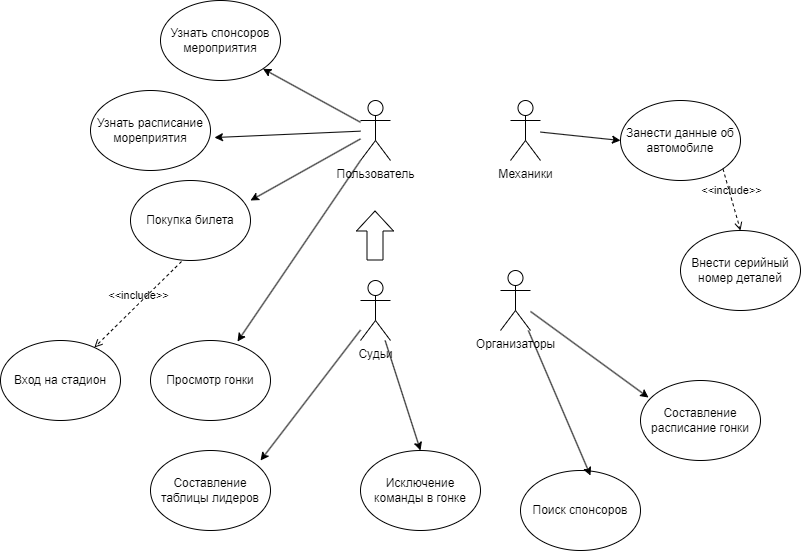 Узнать спонсоров
мероприятия
Узнать расписание
мореприятия
Пользователь
Механики
Занести данные об
автомобиле
<<include>>
Покупка билета
Внести серийный
номер деталей
<<include>>
Судьи
Организаторы
Вход на стадион
Просмотр гонки
Составление
расписание гонки
Составление
таблицы лидеров
Исключение
команды в гонке
Поиск спонсоров